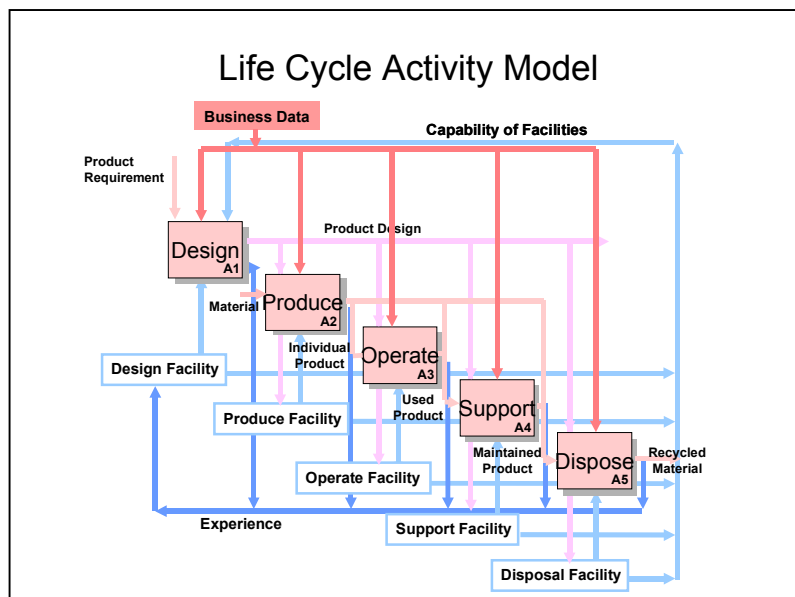 Life Cycle Activity Model
Business Data
Capability of Facilities
Product
Requirement
Product Design
Design
A1
Material
Produce
A2
Individual
Product
Operate
A3
Design Facility
Used
Product
Support
A4
Produce Facility
Maintained
Product
Dispose
A5
Recycled
Material
Operate Facility
Experience
Support Facility
Disposal Facility